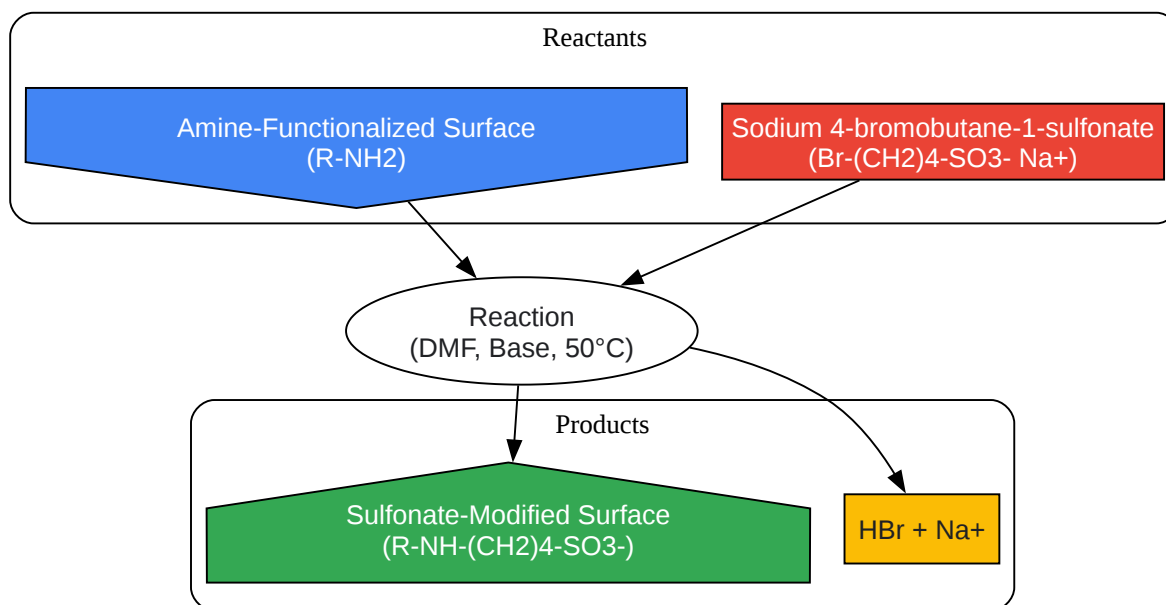 Reactants
Amine-Functionalized Surface
(R-NH2)
Sodium 4-bromobutane-1-sulfonate
(Br-(CH2)4-SO3- Na+)
Reaction
(DMF, Base, 50°C)
Products
Sulfonate-Modified Surface
(R-NH-(CH2)4-SO3-)
HBr + Na+